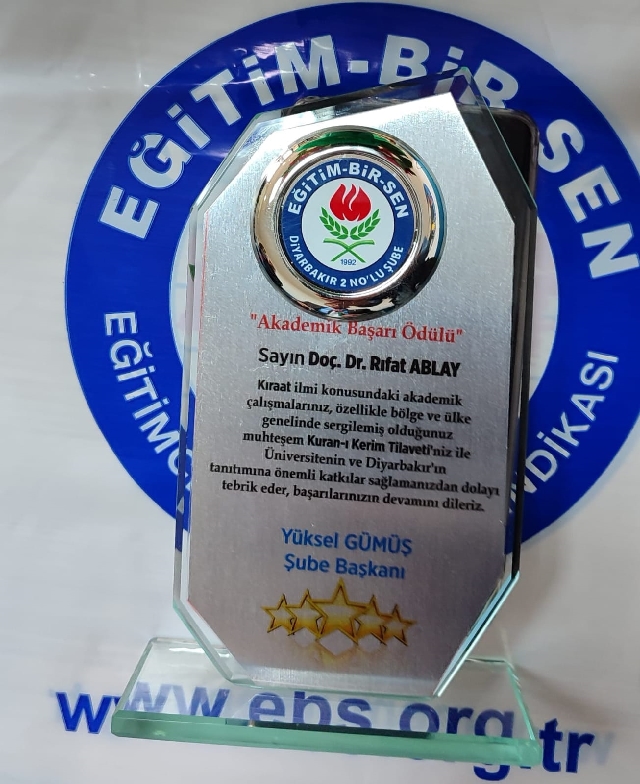 EĞİTİM-BİR-SEN
EĞİTİMC
NDİKASI
EĞİTİM-BİR-SEN
DİYARBAKIR 2 NO'LU ŞUBE
1992
"Akademik Başarı Ödülü"
Sayın Doç. Dr. Rıfat ABLAY
Kıraat ilmi konusundaki akademik
çalışmalarınız, özellikle bölge ve ülke
genelinde sergilemiş olduğunuz
muhteşem Kuran-ı Kerim Tilaveti'niz ile
Üniversitenin ve Diyarbakır'ın
tanıtımına önemli katkılar sağlamanızdan dolayı
tebrik eder, başarılarınızın devamını dileriz.
Yüksel GÜMÜŞ
Şube Başkanı
www.ebs.org.tr